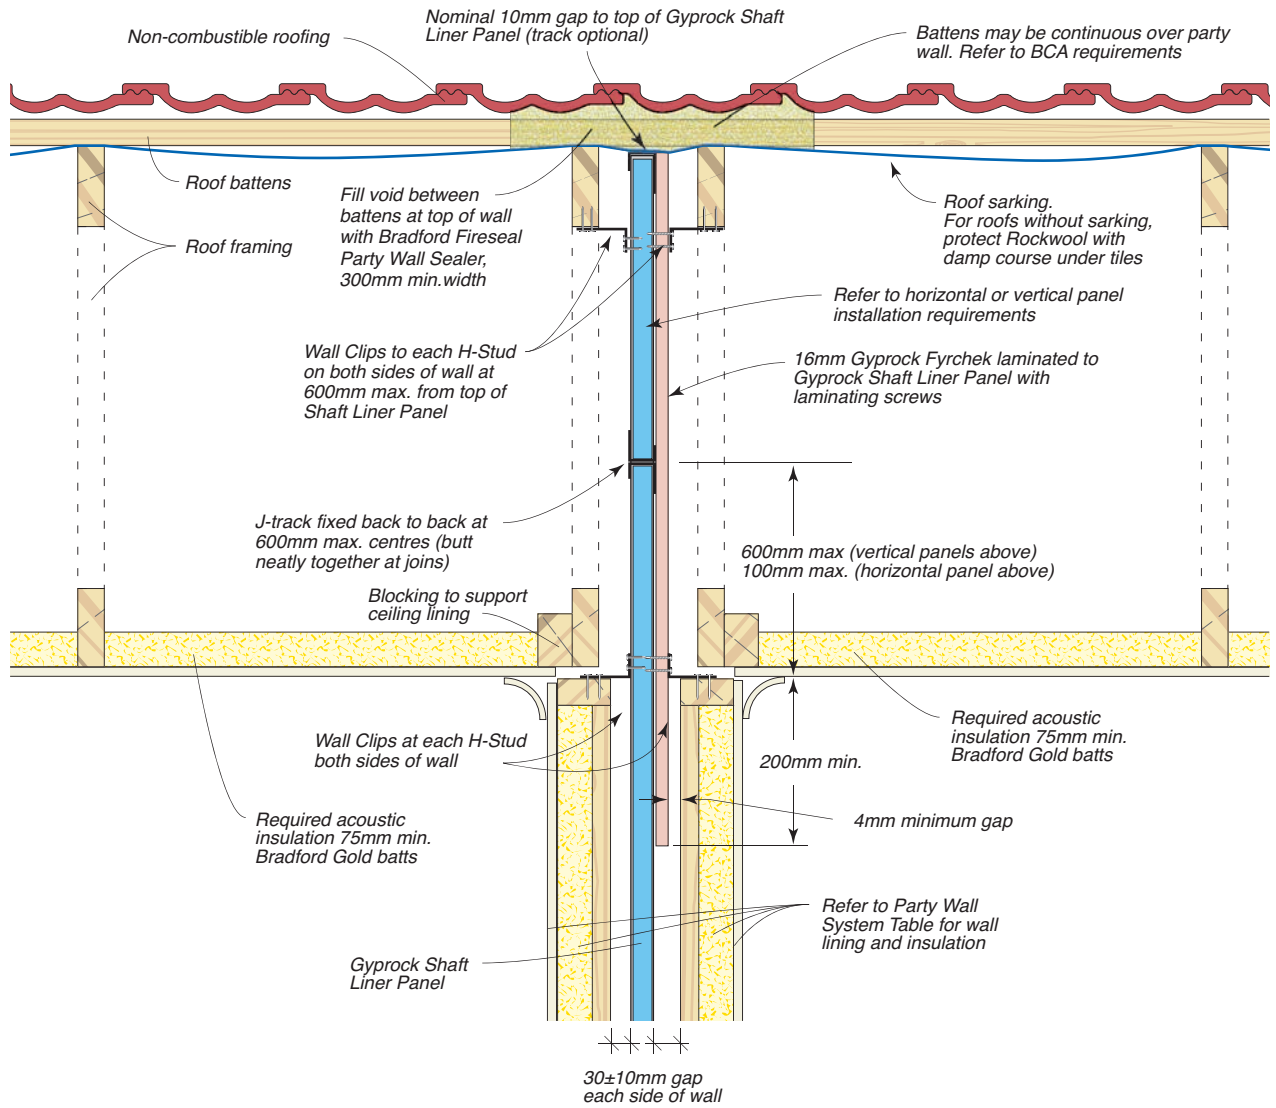 Nominal 10mm gap to top of Gyprock Shaft
Liner Panel (track optional)
Non-combustible roofing
Battens may be continuous over party
wall. Refer to BCA requirements
Roof battens
Roof framing
Fill void between
battens at top of wall
with Bradford Fireseal
Party Wall Sealer,
300mm min.width
Roof sarking.
For roofs without sarking,
protect Rockwool with
damp course under tiles
Refer to horizontal or vertical panel
installation requirements
Wall Clips to each H-Stud
on both sides of wall at
600mm max. from top of
Shaft Liner Panel
16mm Gyprock Fyrchek laminated to
Gyprock Shaft Liner Panel with
laminating screws
J-track fixed back to back at
600mm max. centres (butt
neatly together at joins)
600mm max (vertical panels above)
100mm max. (horizontal panel above)
Blocking to support
ceiling lining
Wall Clips at each H-Stud
both sides of wall
Required acoustic
insulation 75mm min.
Bradford Gold batts
200mm min.
Required acoustic
insulation 75mm min.
Bradford Gold batts
4mm minimum gap
Refer to Party Wall
System Table for wall
lining and insulation
Gyprock Shaft
Liner Panel
30±10mm gap
each side of wall